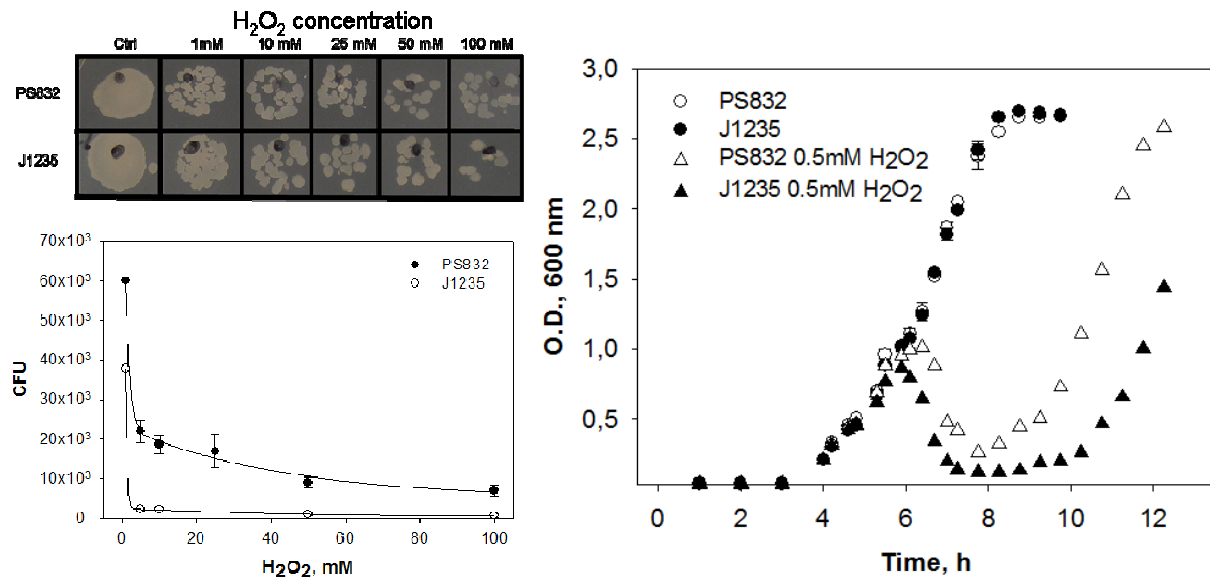 H2O2 concentration
Ctrl 1mM 10 mM 25 mM 50 mM 100 mM
PS832
J1235
70x10³
60x10³
50x10³
40x10³
30x10³
20x10³
10x10³
0
CFU
PS832
J1235
0 20 40 60 80 100
H2O2, mM
3,0
2,5
2,0
1,5
1,0
0,5
O.D., 600 nm
PS832
J1235
PS832 0.5mM H2O2
J1235 0.5mM H2O2
0 2 4 6 8 10 12
Time, h